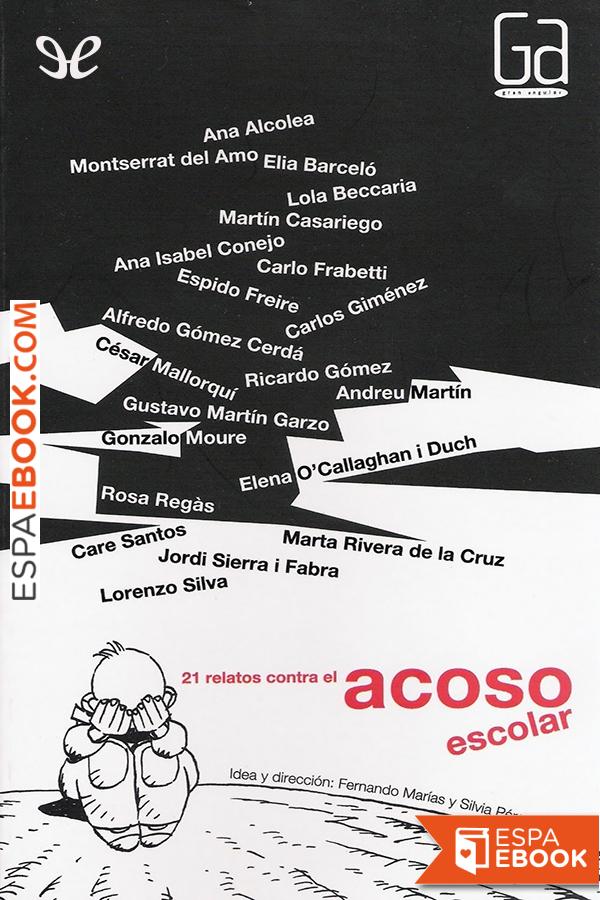 Ga
gran angular
Ana Alcolea
Montserrat del Amo Elia Barceló
Lola Beccaria
Martín Casariego
Ana Isabel Conejo
Carlo Frabetti
Espido Freire
Carlos Giménez
Alfredo Gómez Cerdá
César Mallorquí
Ricardo Gómez
Andreu Martín
Gustavo Martín Garzo
Gonzalo Moure
Elena O'Callaghan i Duch
Rosa Regàs
Care Santos
Marta Rivera de la Cruz
Jordi Sierra i Fabra
Lorenzo Silva
ESPAEBOOK.COM
21 relatos contra el acoso
escolar
Idea y dirección: Fernando Marías y Silvia
ESPA
EBOOK